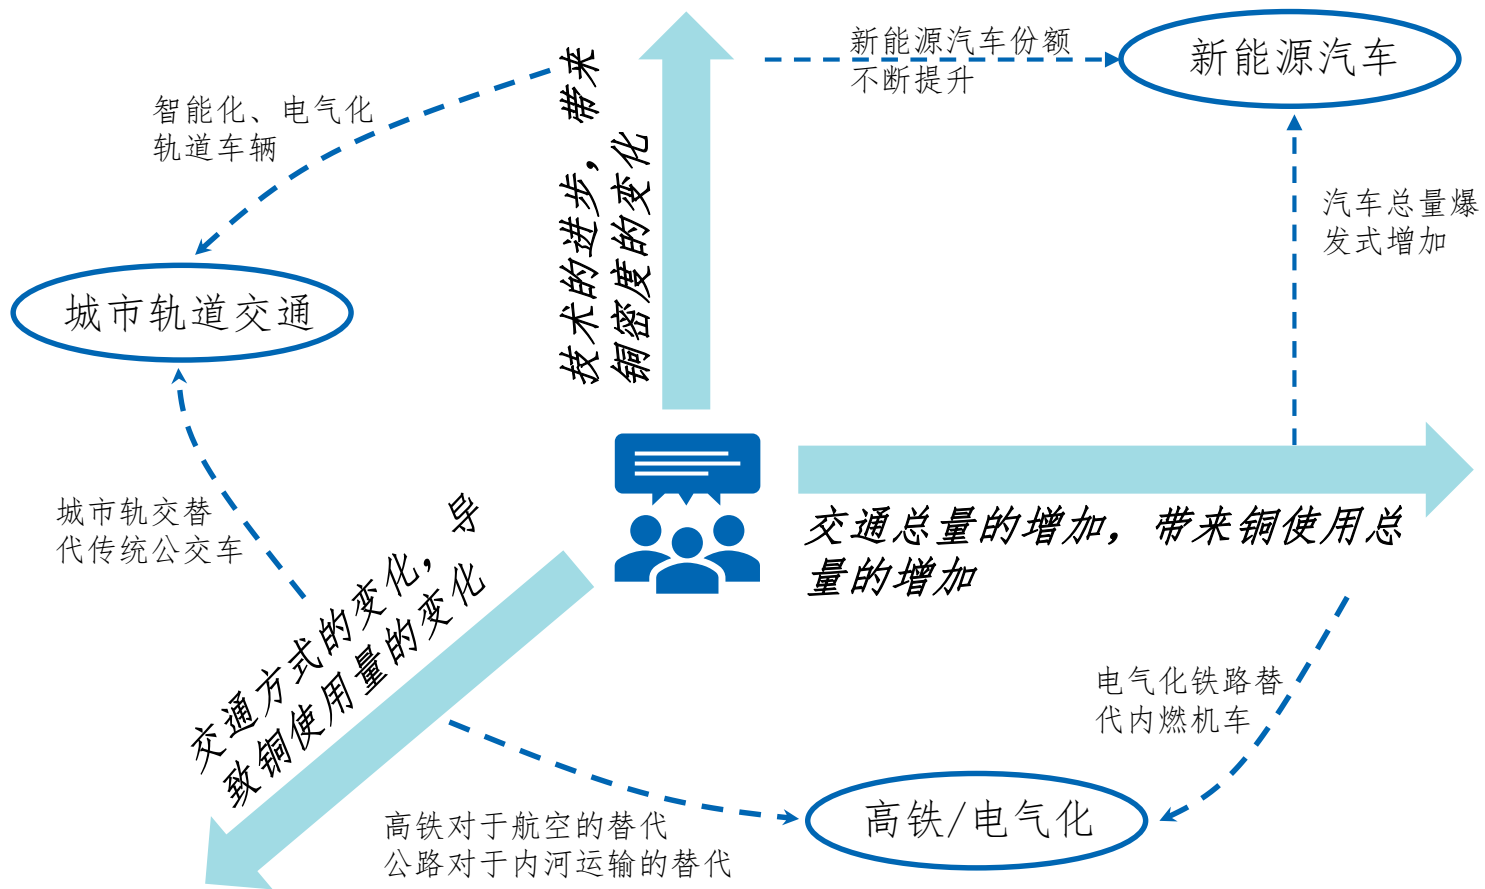 新能源汽车份额
不断提升
新能源汽车
智能化、电气化
轨道车辆
技术的进步，带来
铜密度的变化
汽车总量爆
发式增加
城市轨道交通
城市轨交替
代传统公交车
交通总量的增加，带来铜使用总
量的增加
交通方式的变化，导
致铜使用量的变化
电气化铁路替
代内燃机车
高铁/电气化
高铁对于航空的替代
公路对于内河运输的替代